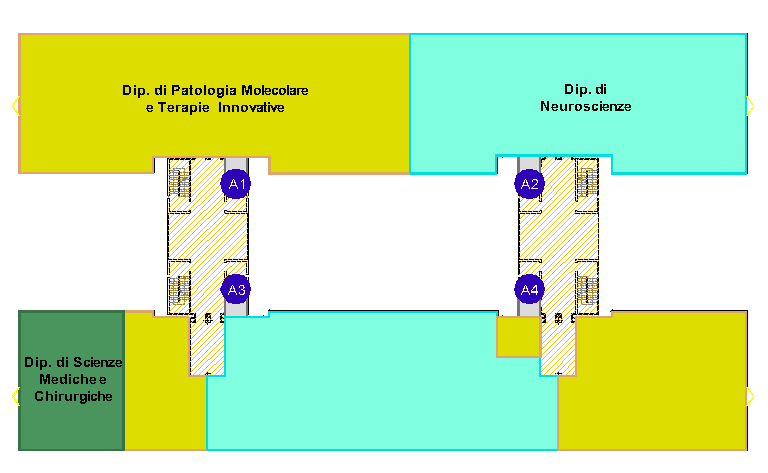 Dip. di Patologia Molecolare
e Terapie Innovative
Dip. di
Neuroscienze
A1
A2
A3
A4
Dip. di Scienze
Mediche e
Chirurgiche